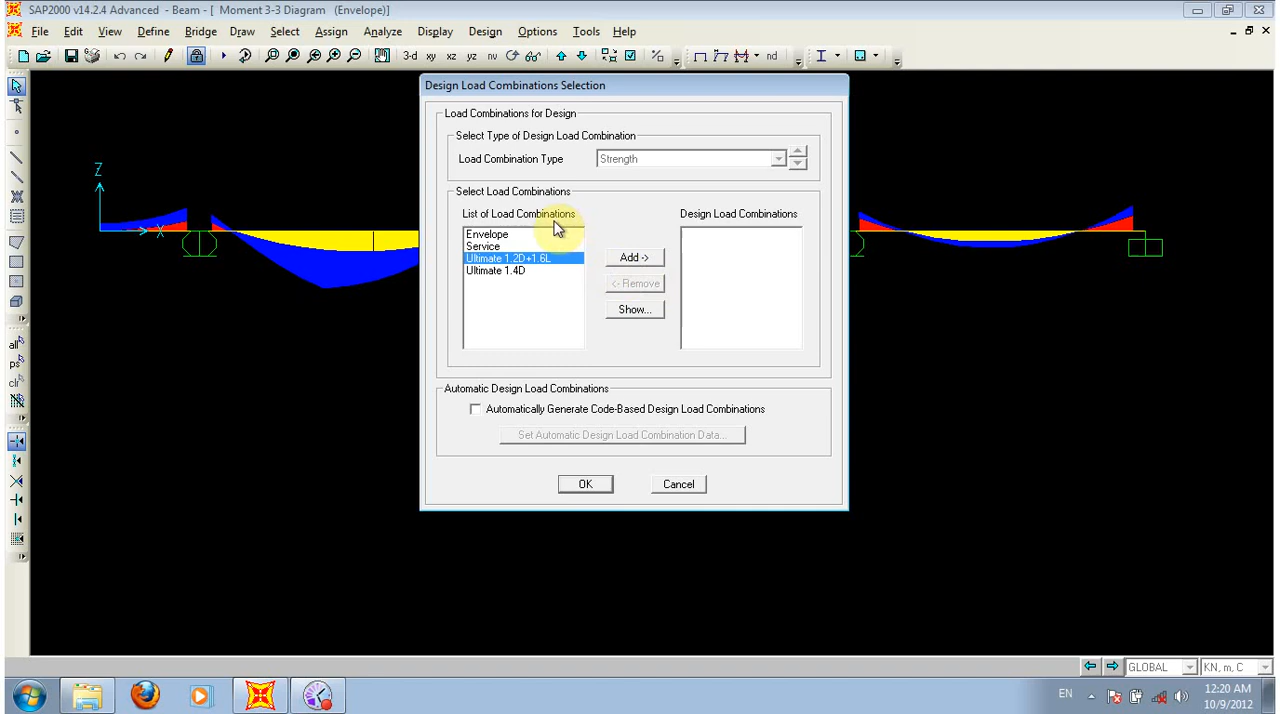 SAP2000 v14.2.4 Advanced - Beam - [ Moment 3-3 Diagram (Envelope)]
File Edit View Define Bridge Draw Select Assign Analyze Display Design Options Tools Help
3-d xy xz yz nv
nd
Design Load Combinations Selection
Load Combinations for Design
Select Type of Design Load Combination
Load Combination Type Strength
Select Load Combinations
List of Load Combinations Design Load Combinations
Envelope
Service
Ultimate 1.2D+1.6L
Ultimate 1.4D
Add ->
<- Remove
Show...
Automatic Design Load Combinations
Automatically Generate Code-Based Design Load Combinations
Set Automatic Design Load Combination Data...
OK Cancel
Z
X
all
ps
clr
GLOBAL KN, m, C
EN 12:20 AM
10/9/2012